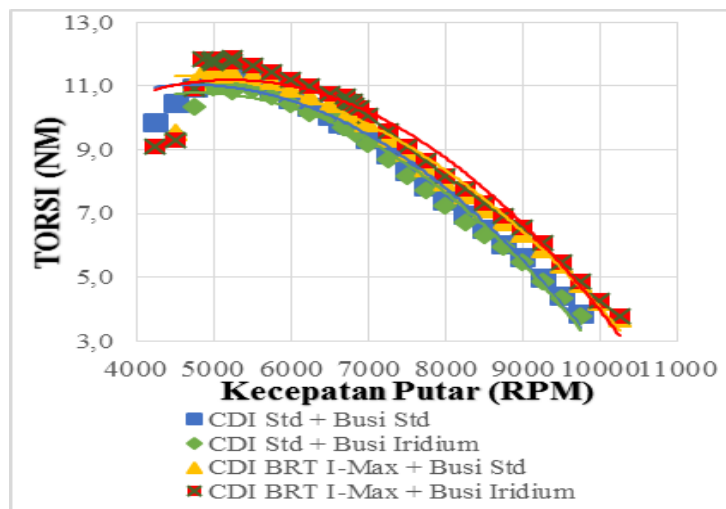 13,0
11,0
9,0
7,0
5,0
3,0
TORSI (NM)
4000 5000 6000 7000 8000 9000 10000 11000
Kecepatan Putar (RPM)
CDI Std + Busi Std
CDI Std + Busi Iridium
CDI BRT I-Max + Busi Std
CDI BRT I-Max + Busi Iridium